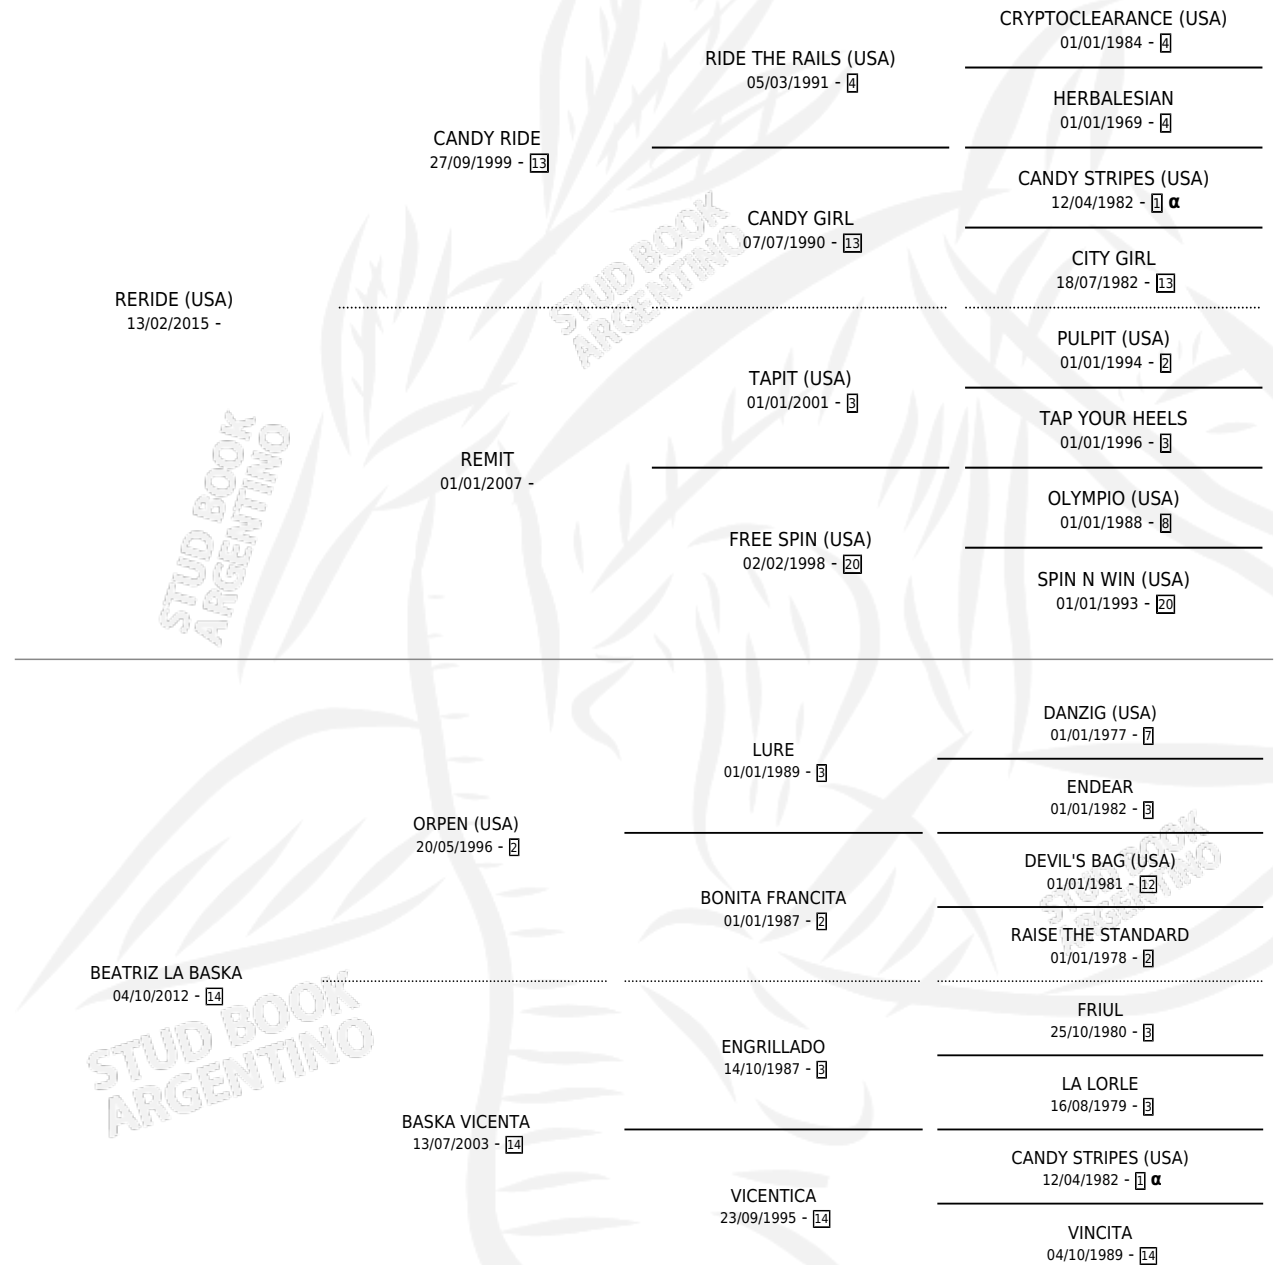 CRYPTOCLEARANCE (USA)
01/01/1984 - 4
RIDE THE RAILS (USA)
05/03/1991 - 4
HERBALESIAN
01/01/1969 - 4
CANDY RIDE
27/09/1999 - 13
CANDY STRIPES (USA)
12/04/1982 - 1 α
CANDY GIRL
07/07/1990 - 13
CITY GIRL
18/07/1982 - 13
RERIDE (USA)
13/02/2015 -
PULPIT (USA)
01/01/1994 - 2
TAPIT (USA)
01/01/2001 - 3
TAP YOUR HEELS
01/01/1996 - 3
REMIT
01/01/2007 -
OLYMPIO (USA)
01/01/1988 - 8
FREE SPIN (USA)
02/02/1998 - 20
SPIN N WIN (USA)
01/01/1993 - 20
DANZIG (USA)
01/01/1977 - 7
LURE
01/01/1989 - 3
ENDEAR
01/01/1982 - 3
ORPEN (USA)
20/05/1996 - 2
DEVIL'S BAG (USA)
01/01/1981 - 12
BONITA FRANCITA
01/01/1987 - 2
RAISE THE STANDARD
01/01/1978 - 2
BEATRIZ LA BASKA
04/10/2012 - 14
FRIUL
25/10/1980 - 3
ENGRILLADO
14/10/1987 - 3
LA LORLE
16/08/1979 - 3
BASKA VICENTA
13/07/2003 - 14
CANDY STRIPES (USA)
12/04/1982 - 1 α
VICENTICA
23/09/1995 - 14
VINCITA
04/10/1989 - 14
STUD BOOK
ARGENTINO
STUD BOOK
ARGENTINO
STUD BOOK
ARGENTINO
STUD BOOK
ARGENTINO